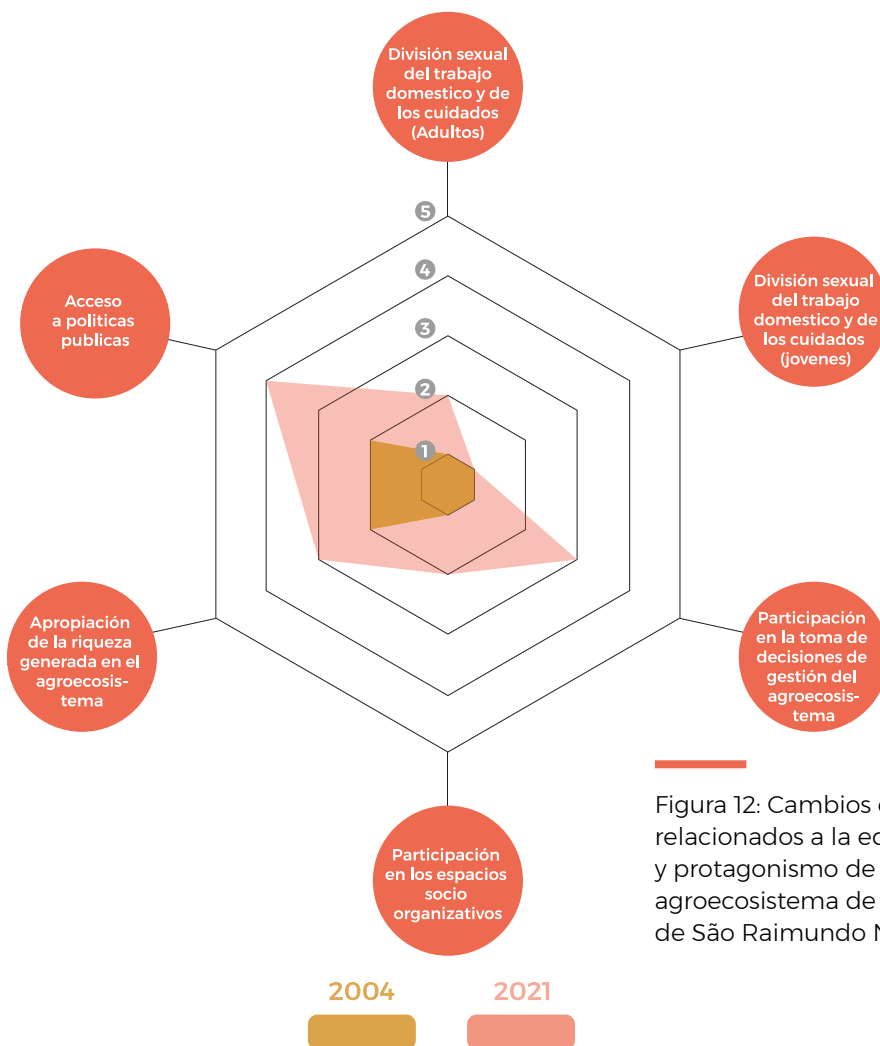 División sexual
del trabajo
domestico y de
los cuidados
(Adultos)
5
4
3
2
1
Acceso
a politicas
publicas
División sexual
del trabajo
domestico y de
los cuidados
(jovenes)
Apropiación
de la riqueza
generada en el
agroecosis-
tema
Participación
en la toma de
decisiones de
gestión del
agroecosis-
tema
Participación
en los espacios
socio
organizativos
Figura 12: Cambios
relacionados a la
y protagonismo de
agroecosistema de
de São Raimundo
2004
2021